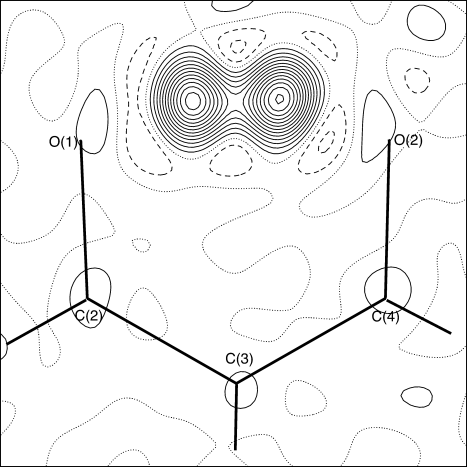 O(1)
O(2)
C(2)
C(4)
C(3)